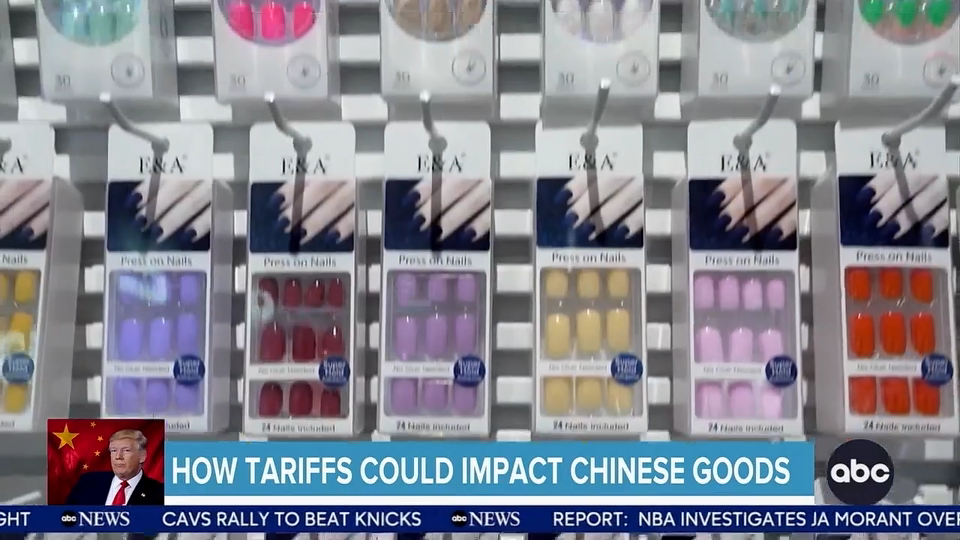 30 30 30 30 30 30
& A E&A E&A E&A E&A E&A E&A
Press on Nails Press on Nails Press on Nails Press on Nails Press on Nails Press on Nails
No Glue Needed No Glue Needed No Glue Needed No Glue Needed No Glue Needed
24 Nails Included 24 Nails Included 24 Nails Included 24 Nails Included 24 Nails Included
HOW TARIFFS COULD IMPACT CHINESE GOODS
abc
GHT abc NEWS CAVS RALLY TO BEAT KNICKS abc NEWS REPORT: NBA INVESTIGATES JA MORANT OVER